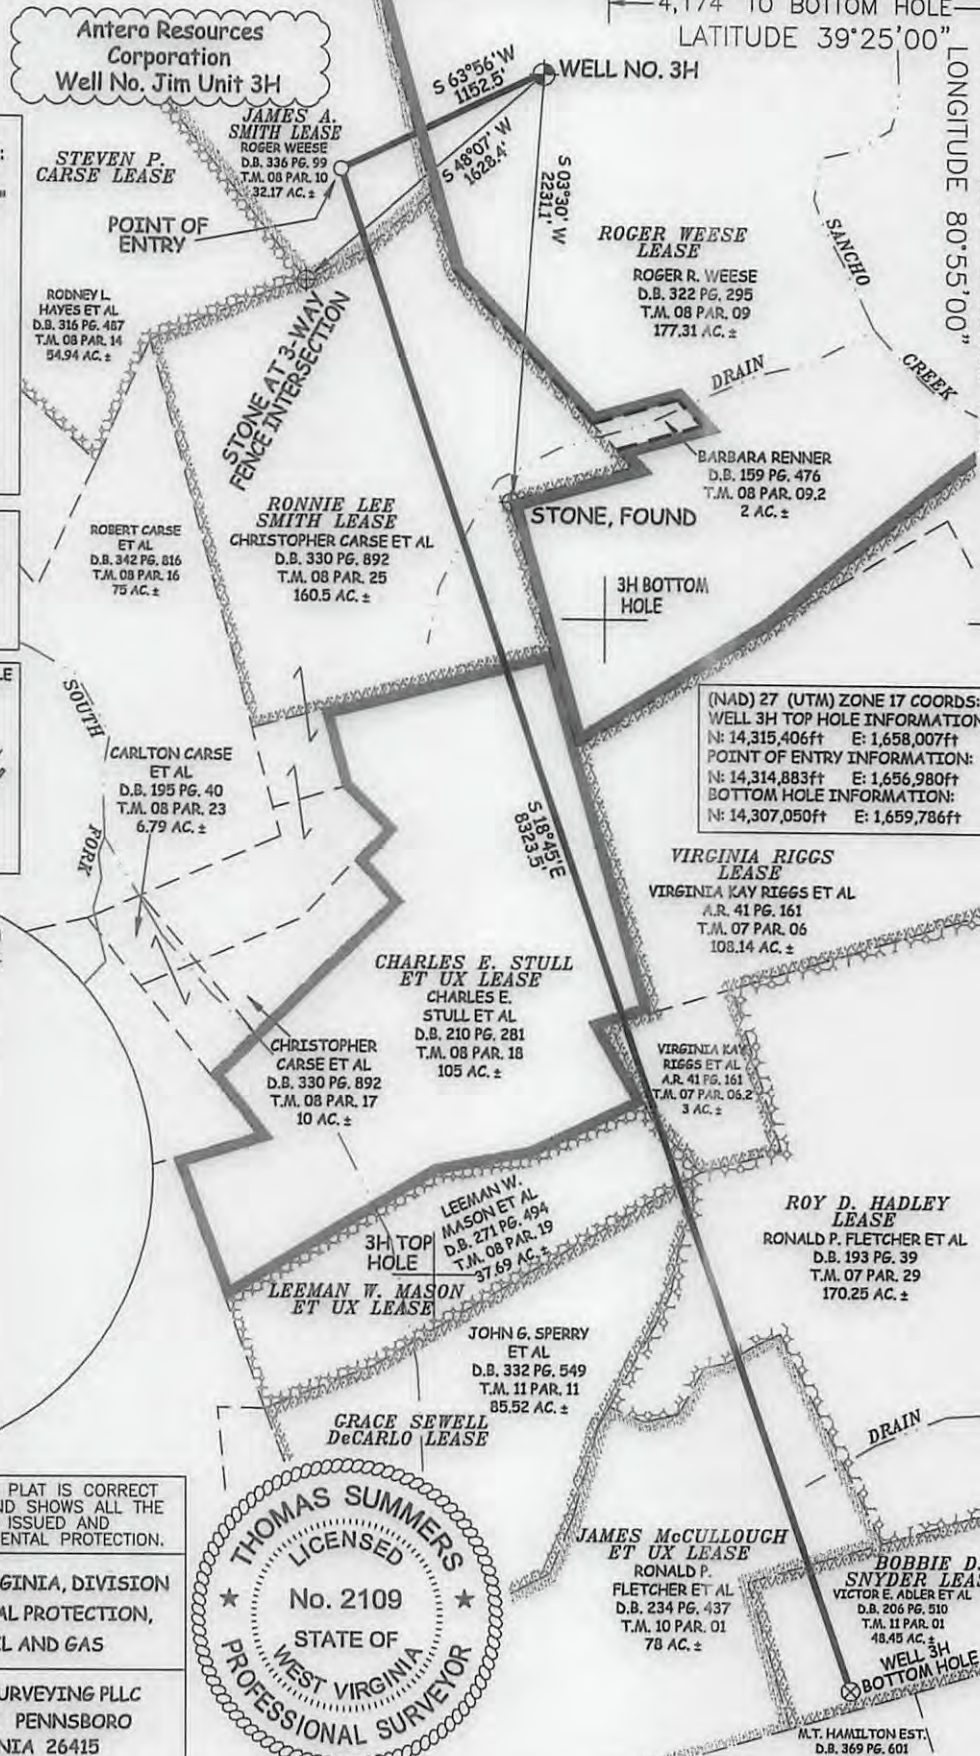 4,174' TO BOTTOM HOLE
LATITUDE 39°25'00"
LONGITUDE 80°55'00"
Antero Resources
Corporation
Well No. Jim Unit 3H
S 63°56' W
1152.5'
WELL NO. 3H
S 48°07' W
1628.4'
S 03°30' W
2231.1'
JAMES A.
SMITH LEASE
ROGER WEESE
D.B. 336 PG. 99
T.M. 08 PAR. 10
32.17 AC. ±
STEVEN P.
CARSE LEASE
POINT OF
ENTRY
ROGER WEESE
LEASE
ROGER R. WEESE
D.B. 322 PG. 295
T.M. 08 PAR. 09
177.31 AC. ±
SANCHO
CREEK
RODNEY L.
HAYES ET AL
D.B. 316 PG. 487
T.M. 08 PAR. 14
54.94 AC. ±
STONE AT 3-WAY
FENCE INTERSECTION
DRAIN
BARBARA RENNER
D.B. 159 PG. 476
T.M. 08 PAR. 09.2
2 AC. ±
RONNIE LEE
SMITH LEASE
CHRISTOPHER CARSE ET AL
D.B. 330 PG. 892
T.M. 08 PAR. 25
160.5 AC. ±
STONE, FOUND
ROBERT CARSE
ET AL
D.B. 342 PG. 816
T.M. 08 PAR. 16
75 AC. ±
3H BOTTOM
HOLE
LE
SOUTH
FORK
(NAD) 27 (UTM) ZONE 17 COORDS:
WELL 3H TOP HOLE INFORMATION
N: 14,315,406ft E: 1,658,007ft
POINT OF ENTRY INFORMATION:
N: 14,314,883ft E: 1,656,980ft
BOTTOM HOLE INFORMATION:
N: 14,307,050ft E: 1,659,786ft
CARLTON CARSE
ET AL
D.B. 195 PG. 40
T.M. 08 PAR. 23
6.79 AC. ±
S 18°45'E
8323.5'
VIRGINIA RIGGS
LEASE
VIRGINIA KAY RIGGS ET AL
A.R. 41 PG. 161
T.M. 07 PAR. 06
108.14 AC. ±
CHARLES E. STULL
ET UX LEASE
CHARLES E.
STULL ET AL
D.B. 210 PG. 281
T.M. 08 PAR. 18
105 AC. ±
CHRISTOPHER
CARSE ET AL
D.B. 330 PG. 892
T.M. 08 PAR. 17
10 AC. ±
VIRGINIA KAY
RIGGS ET AL
A.R. 41 PG. 161
T.M. 07 PAR. 06.2
3 AC. ±
LEEMAN W.
MASON ET AL
D.B. 271 PG. 494
T.M. 08 PAR. 19
37.69 AC. ±
3H TOP
HOLE
LEEMAN W. MASON
ET UX LEASE
ROY D. HADLEY
LEASE
RONALD P. FLETCHER ET AL
D.B. 193 PG. 39
T.M. 07 PAR. 29
170.25 AC. ±
JOHN G. SPERRY
ET AL
D.B. 332 PG. 549
T.M. 11 PAR. 11
85.52 AC. ±
GRACE SEWELL
DeCARLO LEASE
DRAIN
PLAT IS CORRECT
ND SHOWS ALL THE
ISSUED AND
ENTAL PROTECTION.
GINIA, DIVISION
AL PROTECTION,
L AND GAS
URVEYING PLLC
PENNSBORO
NIA 26415
THOMAS SUMMERS
LICENSED
No. 2109
STATE OF
WEST VIRGINIA
PROFESSIONAL SURVEYOR
JAMES McCULLOUGH
ET UX LEASE
RONALD P.
FLETCHER ET AL
D.B. 234 PG. 437
T.M. 10 PAR. 01
78 AC. ±
BOBBIE D.
SNYDER LEAS
VICTOR E. ADLER ET AL
D.B. 206 PG. 510
T.M. 11 PAR. 01
48.45 AC. ±
WELL 3H
BOTTOM HOLE
M.T. HAMILTON EST.
D.B. 369 PG. 601